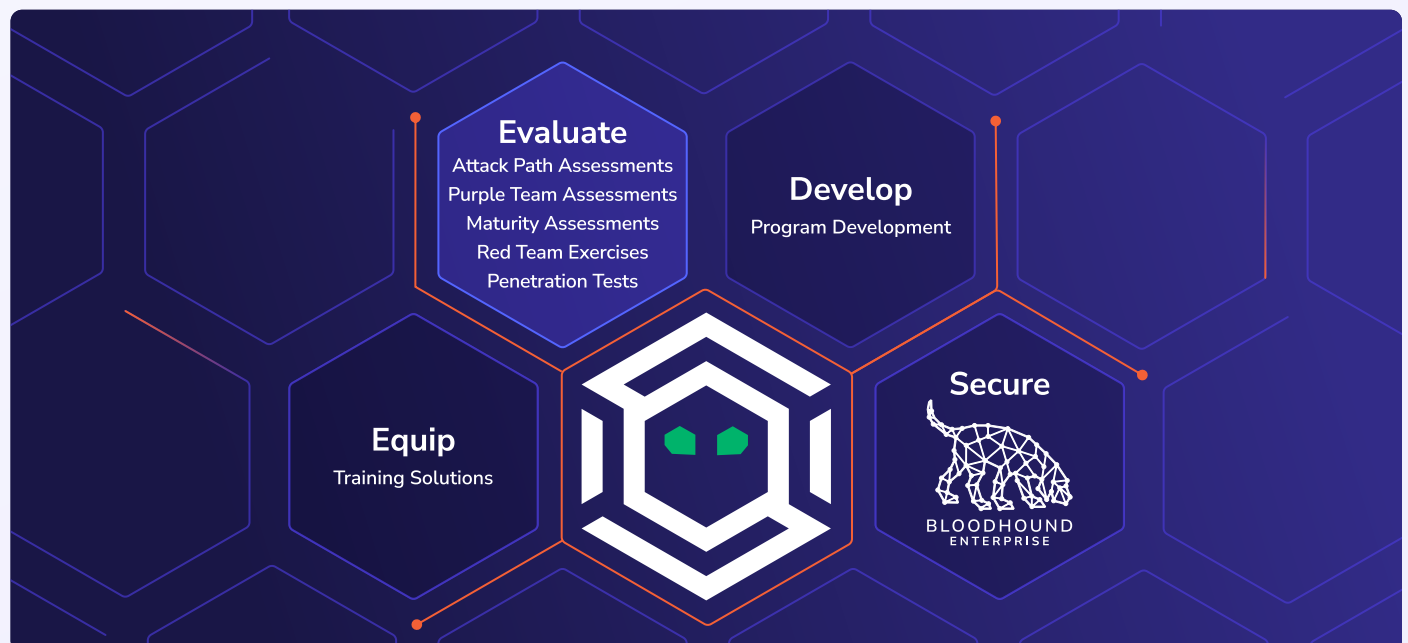 Evaluate
Attack Path Assessments
Purple Team Assessments
Maturity Assessments
Red Team Exercises
Penetration Tests
Develop
Program Development
Equip
Training Solutions
Secure
BLOODHOUND
ENTERPRISE